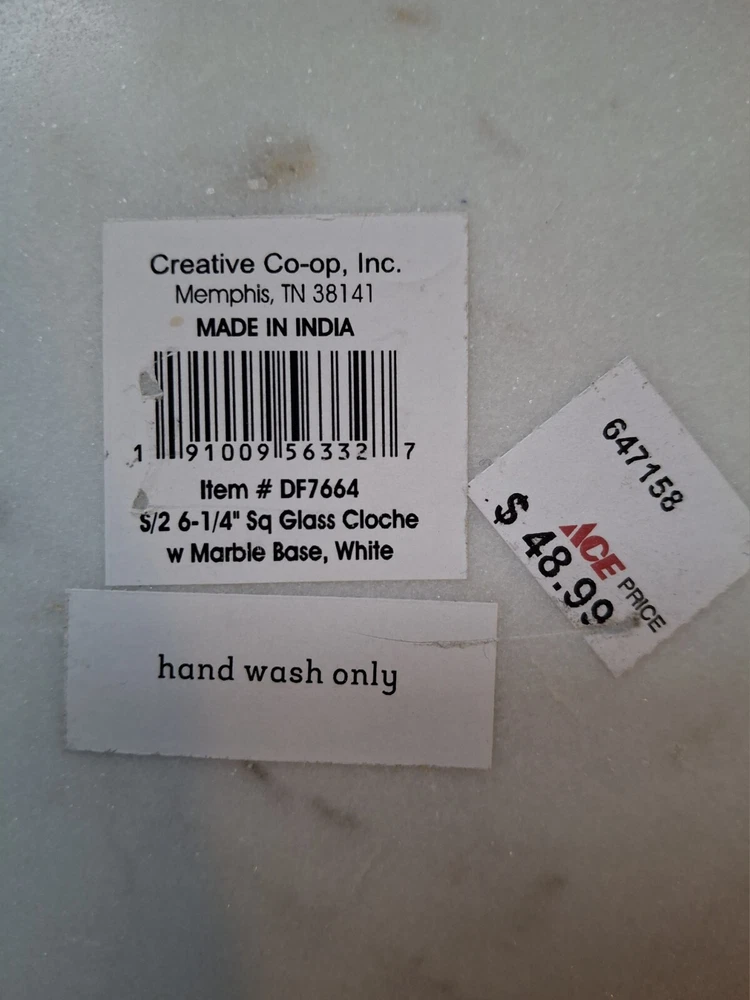 Creative Co-op, Inc.
Memphis, TN 38141
MADE IN INDIA
1 91009 56332 7
Item # DF7664
S/2 6-1/4" Sq Glass Cloche
w Marble Base, White
hand wash only
647158
ACE PRICE
$ 48.99